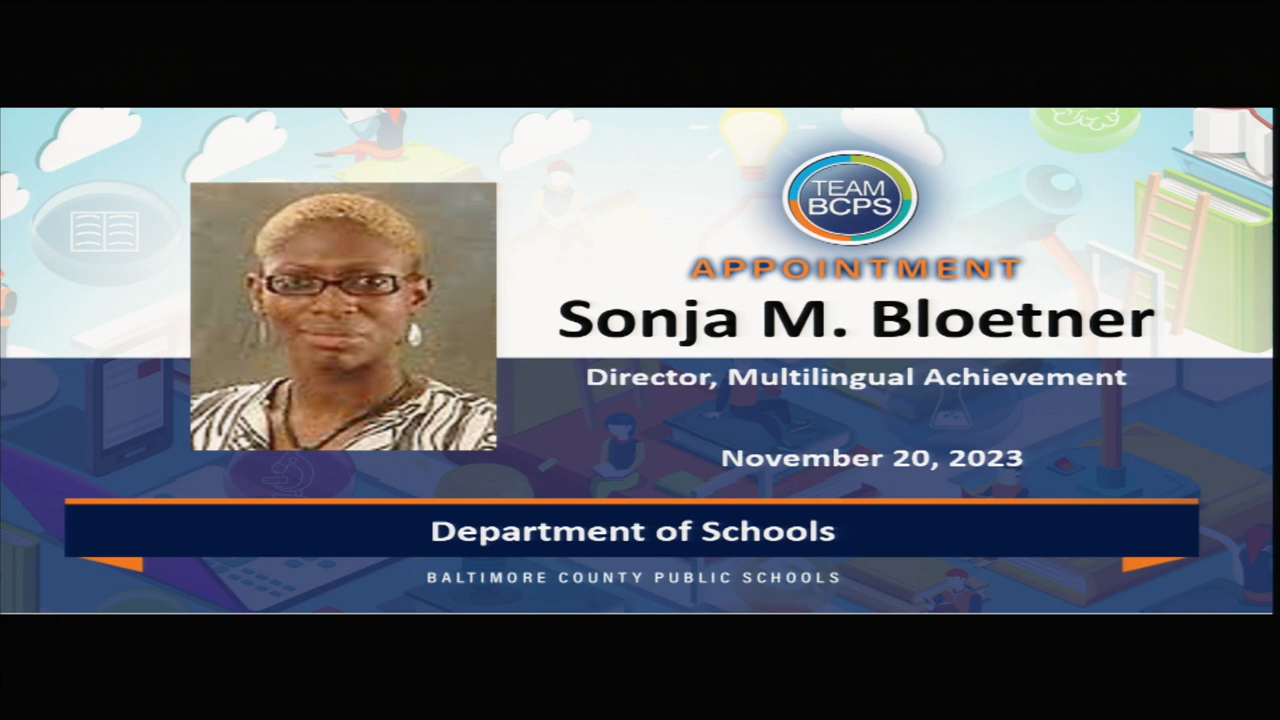 TEAM
BCPS
APPOINTMENT
Sonja M. Bloetner
Director, Multilingual Achievement
November 20, 2023
Department of Schools
BALTIMORE COUNTY PUBLIC SCHOOLS